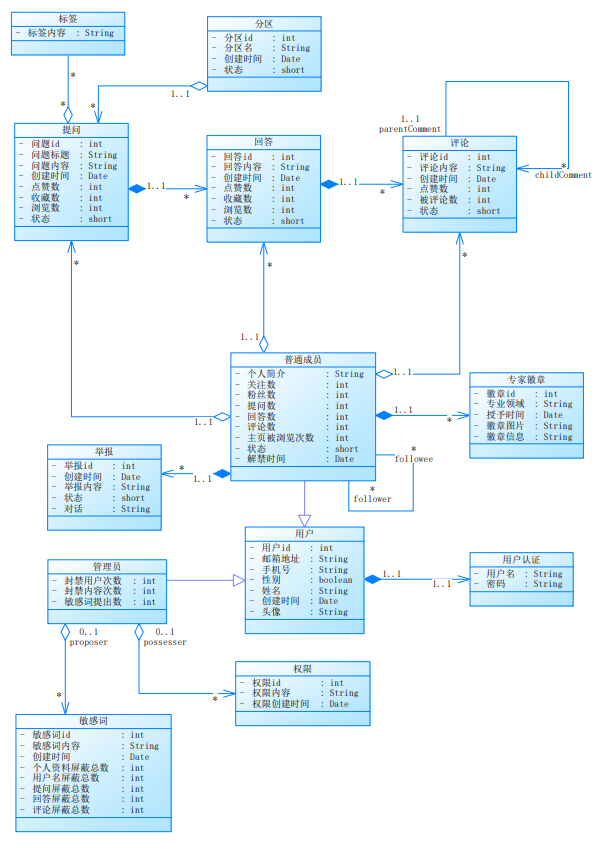 标签
- 标签内容 : String
分区
- 分区id : int
- 分区名 : String
- 创建时间 : Date
- 状态 : short
*
*
*
1..1
提问
- 问题id : int
- 问题标题 : String
- 问题内容 : String
- 创建时间 : Date
- 点赞数 : int
- 收藏数 : int
- 浏览数 : int
- 状态 : short
1..1
*
回答
- 回答id : int
- 回答内容 : String
- 创建时间 : Date
- 点赞数 : int
- 收藏数 : int
- 浏览数 : int
- 状态 : short
1..1
*
1..1
parentComment
评论
- 评论id : int
- 评论内容 : String
- 创建时间 : Date
- 点赞数 : int
- 被评论数 : int
- 状态 : short
*
childComment
*
*
*
1..1
普通成员
- 个人简介 : String
- 关注数 : int
- 粉丝数 : int
- 提问数 : int
- 回答数 : int
- 评论数 : int
- 主页被浏览次数 : int
- 状态 : short
- 解禁时间 : Date
1..1
1..1
1..1
*
专家徽章
- 徽章id : int
- 专业领域 : String
- 授予时间 : Date
- 徽章图片 : String
- 徽章信息 : String
举报
- 举报id : int
- 创建时间 : Date
- 举报内容 : String
- 状态 : short
- 对话 : String
*
1..1
*
followee
*
follower
用户
- 用户id : int
- 邮箱地址 : String
- 手机号 : String
- 性别 : boolean
- 姓名 : String
- 创建时间 : Date
- 头像 : String
1..1
1..1
用户认证
- 用户名 : String
- 密码 : String
管理员
- 封禁用户次数 : int
- 封禁内容次数 : int
- 敏感词提出数 : int
0..1
proposer
0..1
possesser
*
*
权限
- 权限id : int
- 权限内容 : String
- 权限创建时间 : Date
敏感词
- 敏感词id : int
- 敏感词内容 : String
- 创建时间 : Date
- 个人资料屏蔽总数 : int
- 用户名屏蔽总数 : int
- 提问屏蔽总数 : int
- 回答屏蔽总数 : int
- 评论屏蔽总数 : int